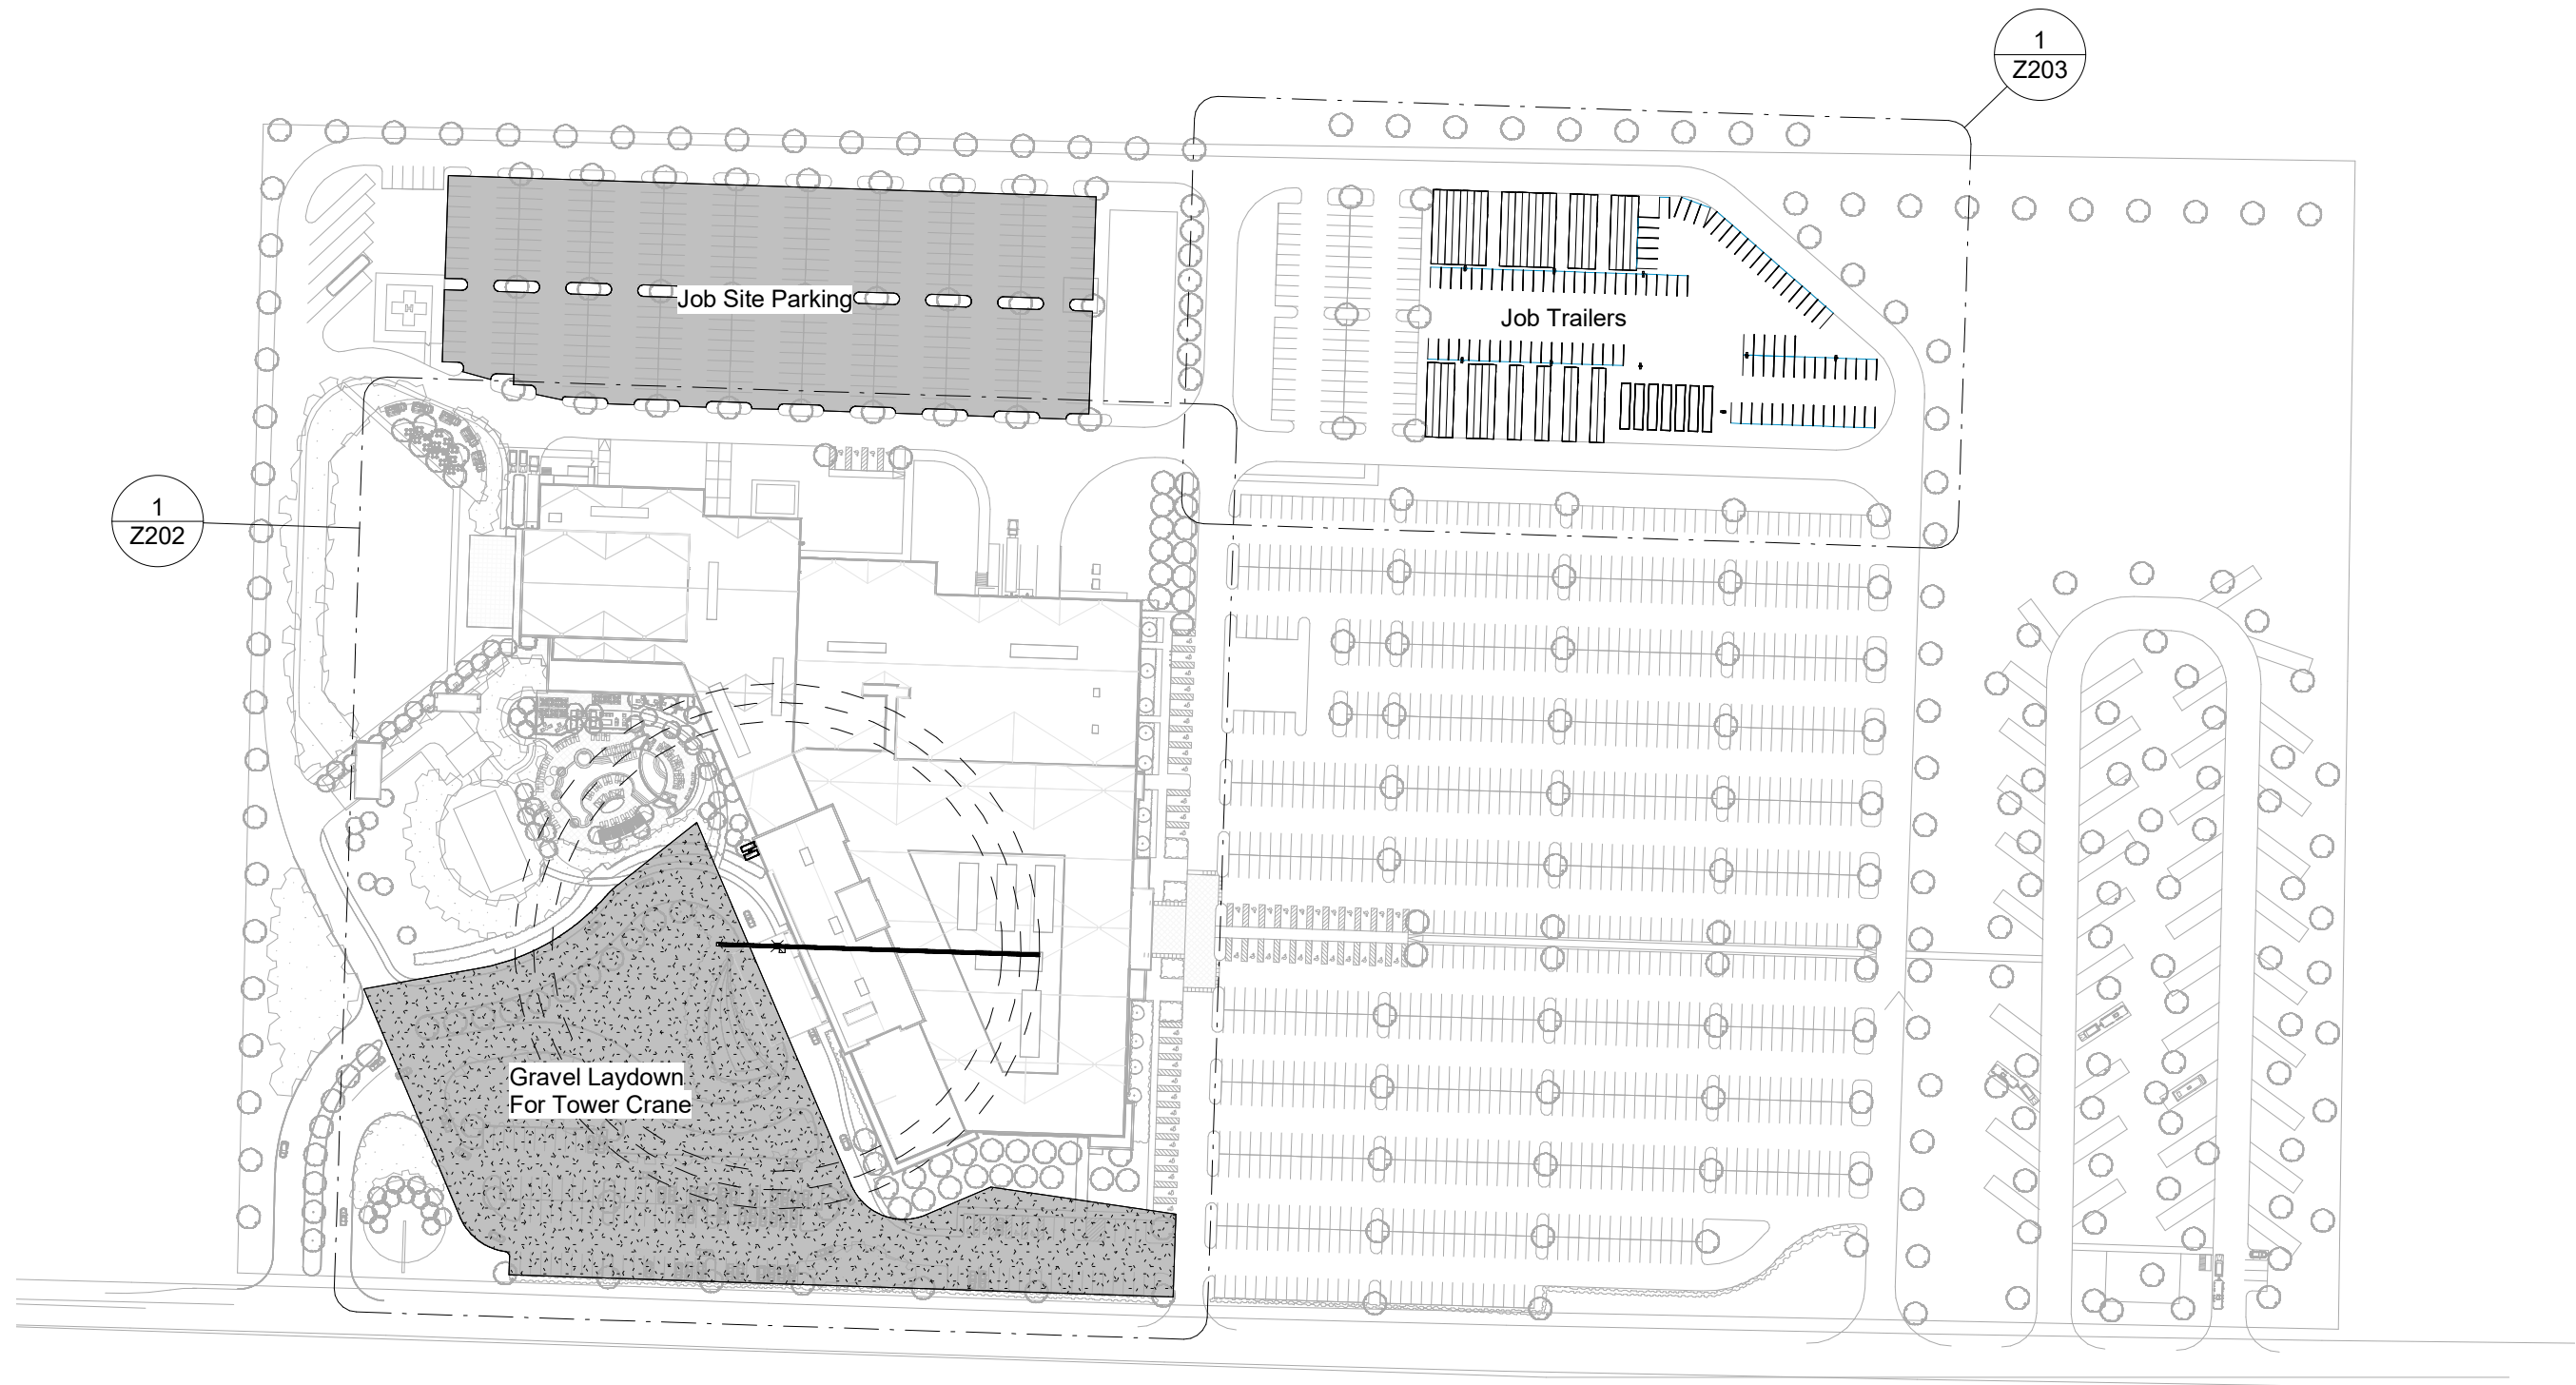 1
Z203
Job Site Parking
Job Trailers
1
Z202
H
Gravel Laydown
For Tower Crane